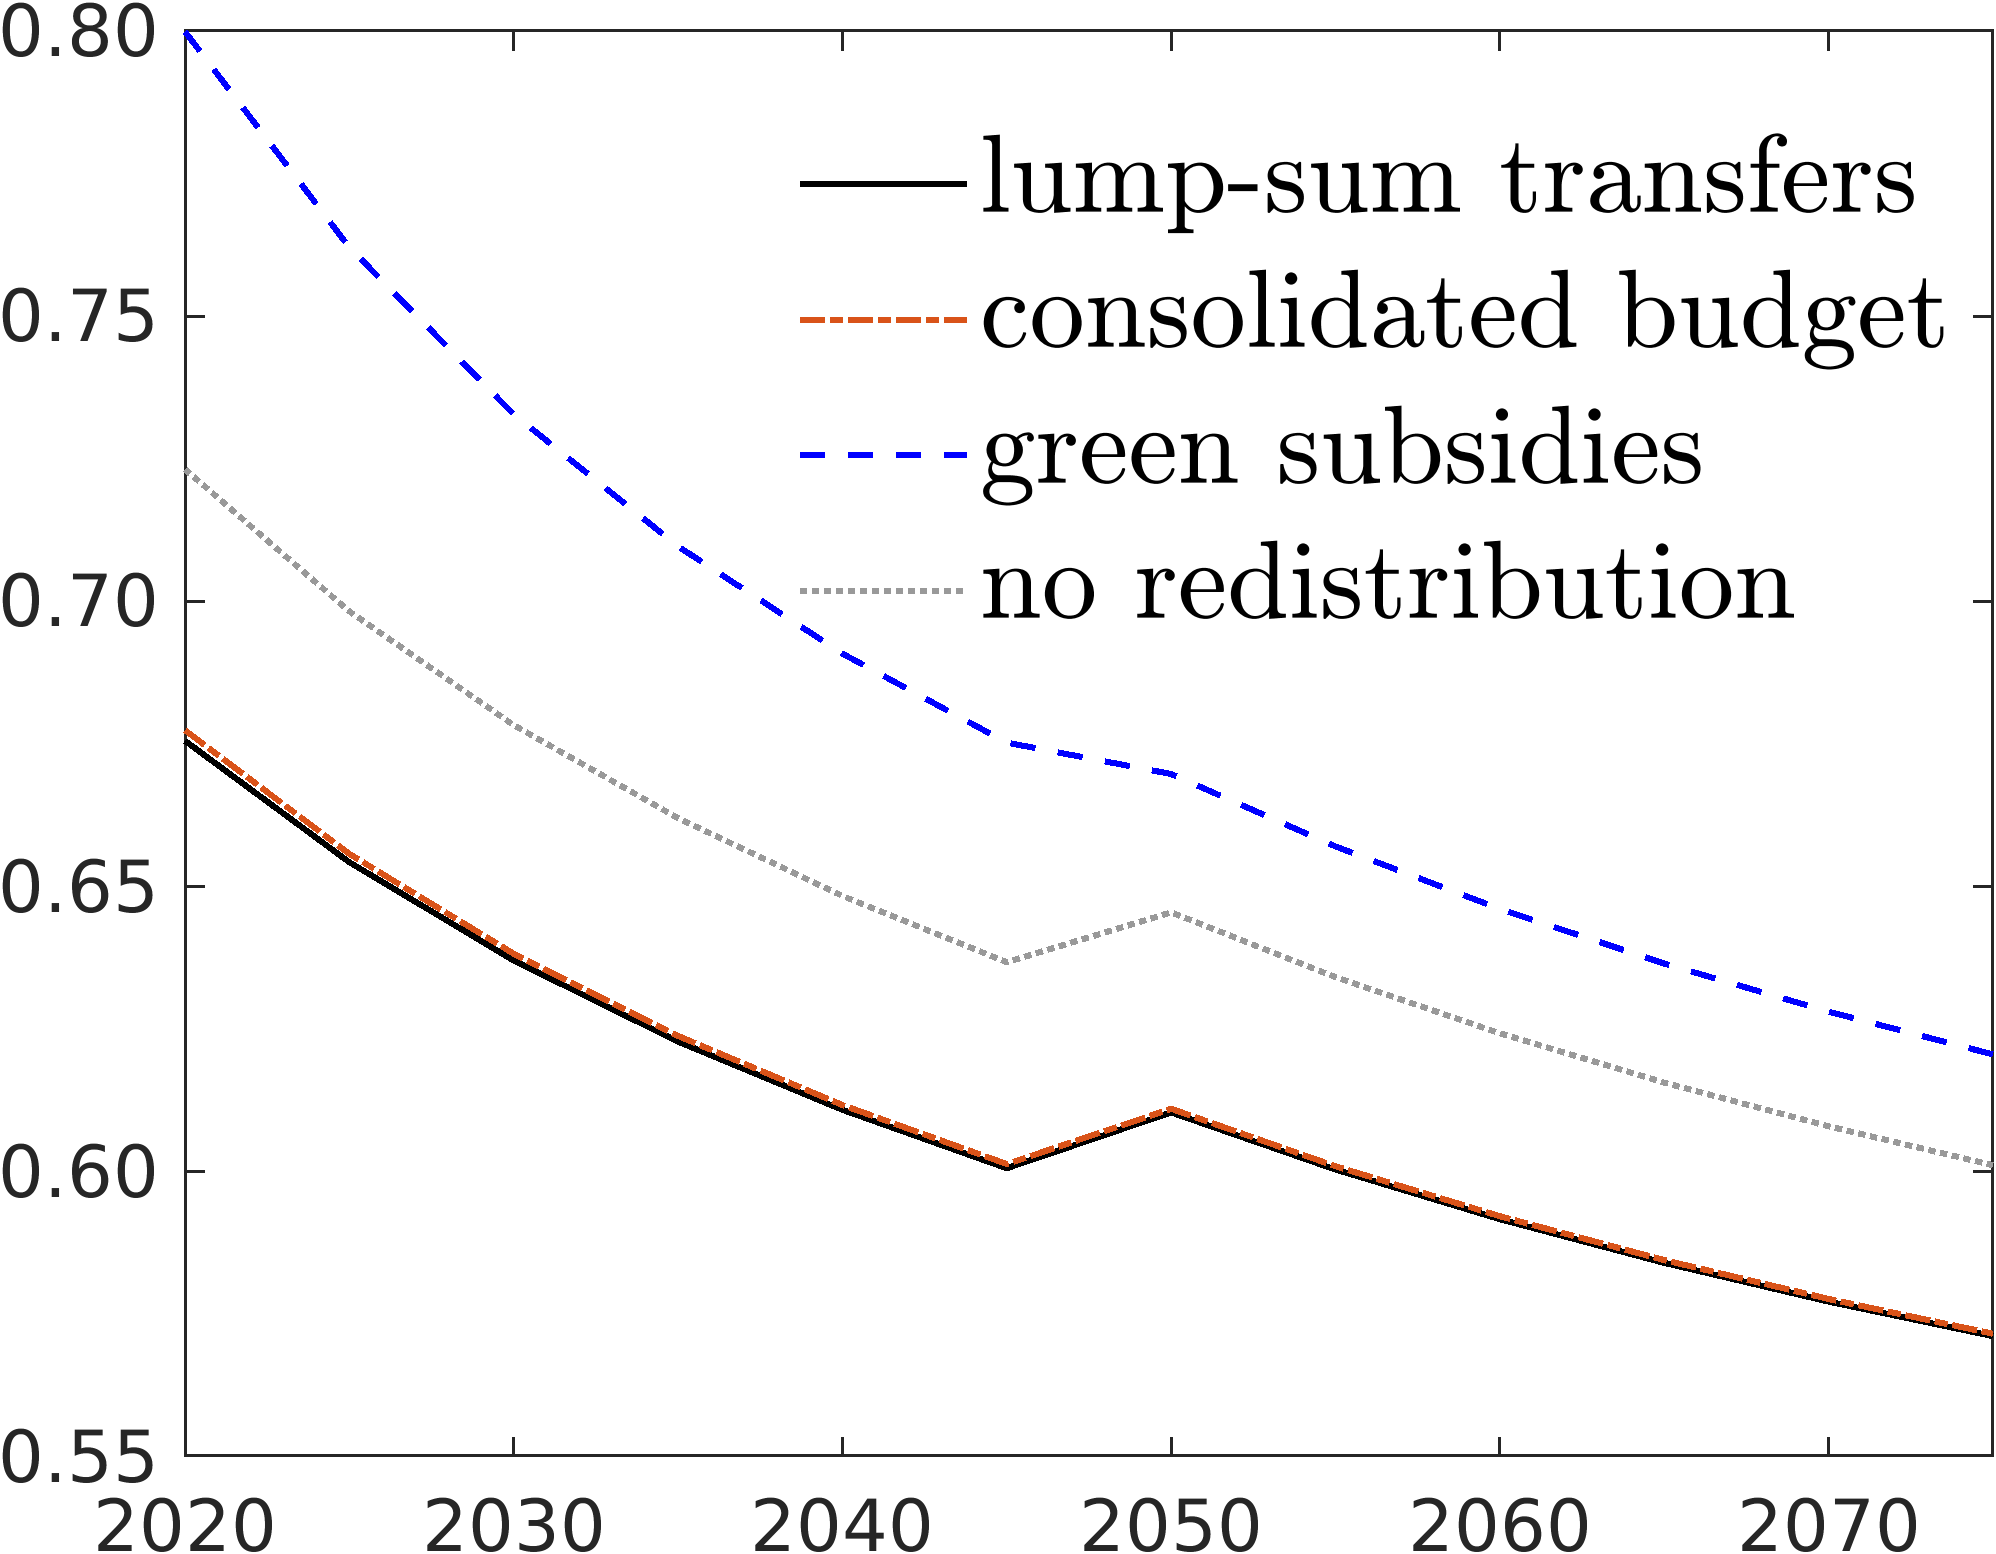 0.80
0.75
0.70
0.65
0.60
0.55
lump-sum transfers
consolidated budget
green subsidies
no redistribution
2020 2030 2040 2050 2060 2070